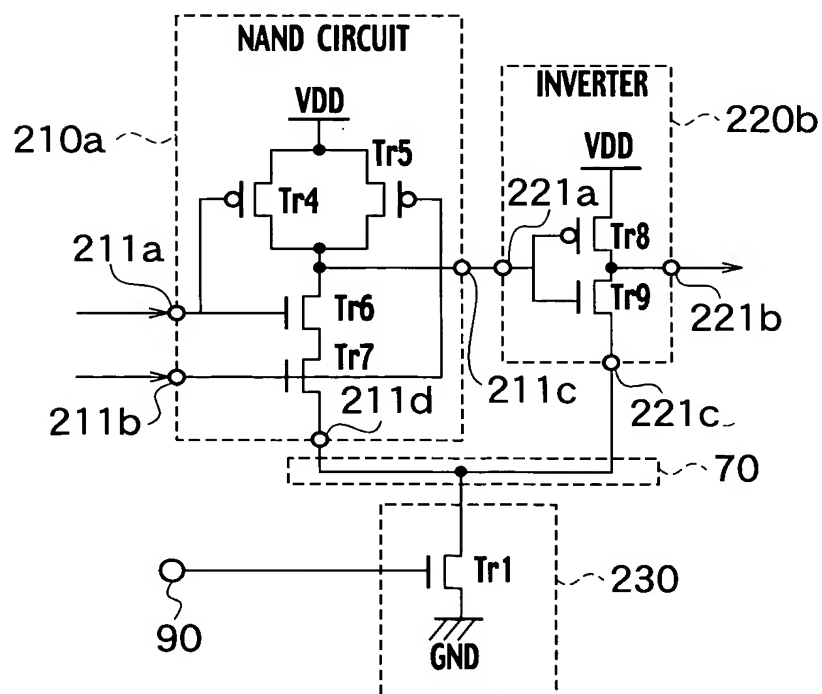 NAND CIRCUIT
INVERTER
VDD
210a
220b
Tr5
VDD
Tr4
221a
211a
Tr8
Tr6
Tr9
Tr7
221b
211b
211d
211c
221c
70
Tr1
230
90
GND